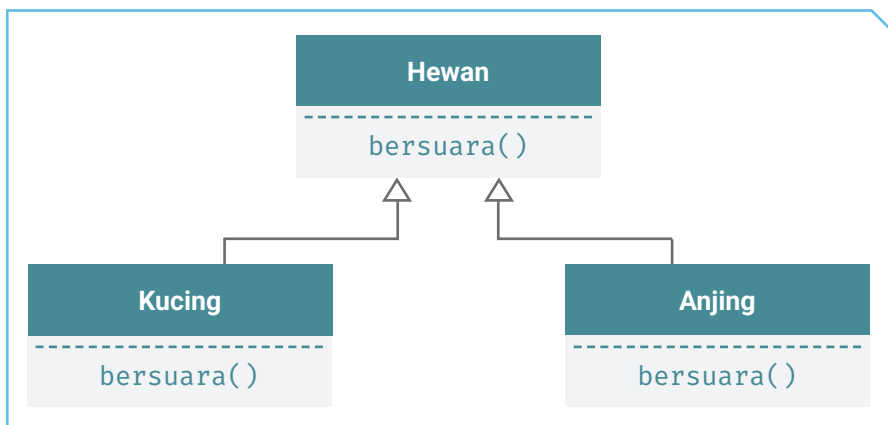 Hewan
bersuara()
Kucing
bersuara()
Anjing
bersuara()